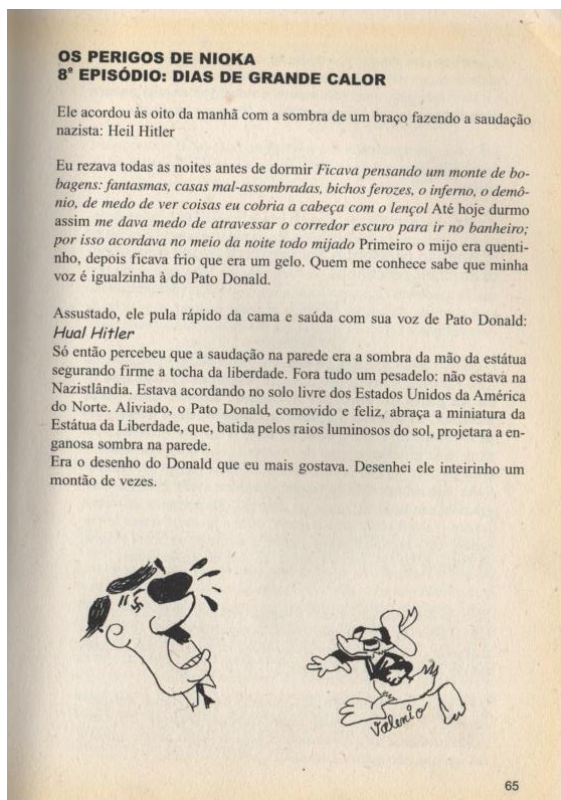 OS PERIGOS DE NIOKA
8º EPISÓDIO: DIAS DE GRANDE CALOR
Ele acordou às oito da manhã com a sombra de um braço fazendo a saudação
nazista: Heil Hitler
Eu rezava todas as noites antes de dormir Ficava pensando um monte de bo-
bagens: fantasmas, casas mal-assombradas, bichos ferozes, o inferno, o demô-
nio, de medo de ver coisas eu cobria a cabeça com o lençol Até hoje durmo
assim me dava medo de atravessar o corredor escuro para ir no banheiro;
por isso acordava no meio da noite todo mijado Primeiro o mijo era quenti-
nho, depois ficava frio que era um gelo. Quem me conhece sabe que minha
voz é igualzinha à do Pato Donald.
Assustado, ele pula rápido da cama e saúda com sua voz de Pato Donald:
Hual Hitler
Só então percebeu que a saudação na parede era a sombra da mão da estátua
segurando firme a tocha da liberdade. Fora tudo um pesadelo: não estava na
Nazistlândia. Estava acordando no solo livre dos Estados Unidos da América
do Norte. Aliviado, o Pato Donald, comovido e feliz, abraça a miniatura da
Estátua da Liberdade, que, batida pelos raios luminosos do sol, projetara a en-
ganosa sombra na parede.
Era o desenho do Donald que eu mais gostava. Desenhei ele inteirinho um
montão de vezes.
Valenio
65